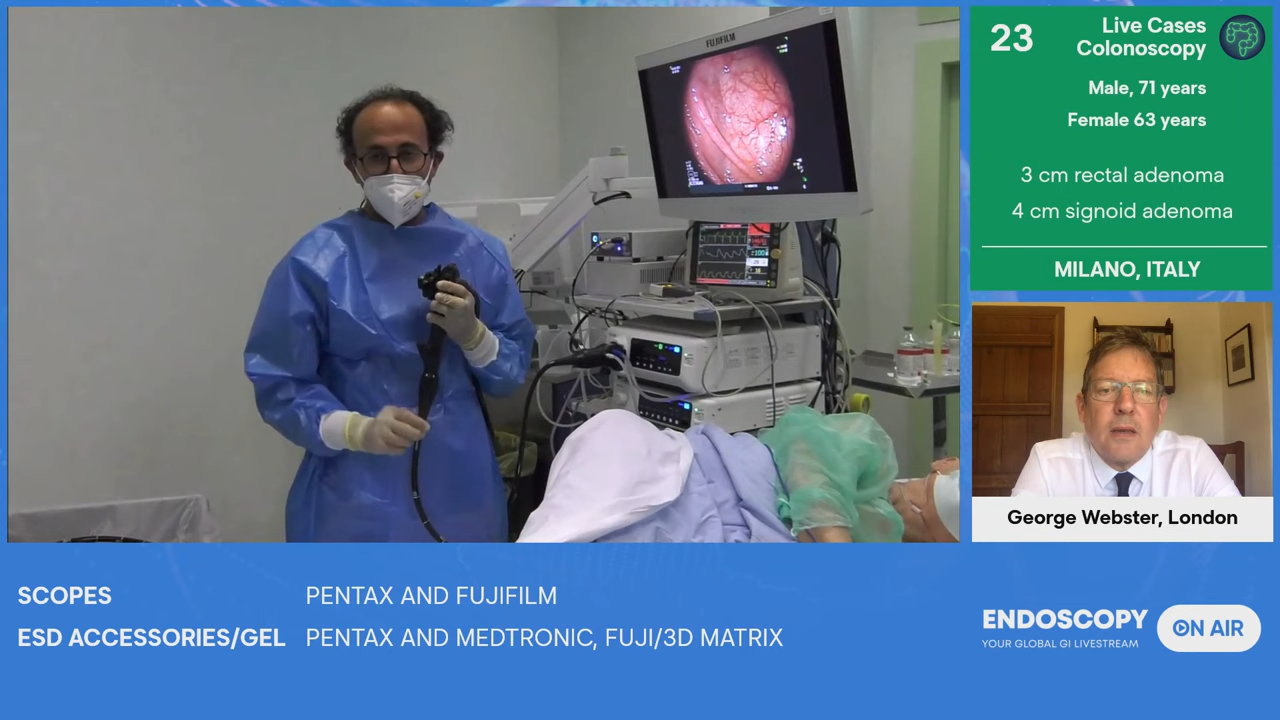 FUJIFILM
23
Live Cases
Colonoscopy
Male, 71 years
Female 63 years
3 cm rectal adenoma
4 cm signoid adenoma
MILANO, ITALY
George Webster, London
SCOPES PENTAX AND FUJIFILM
ESD ACCESSORIES/GEL PENTAX AND MEDTRONIC, FUJI/3D MATRIX
ENDOSCOPY
YOUR GLOBAL GI LIVESTREAM
ON AIR